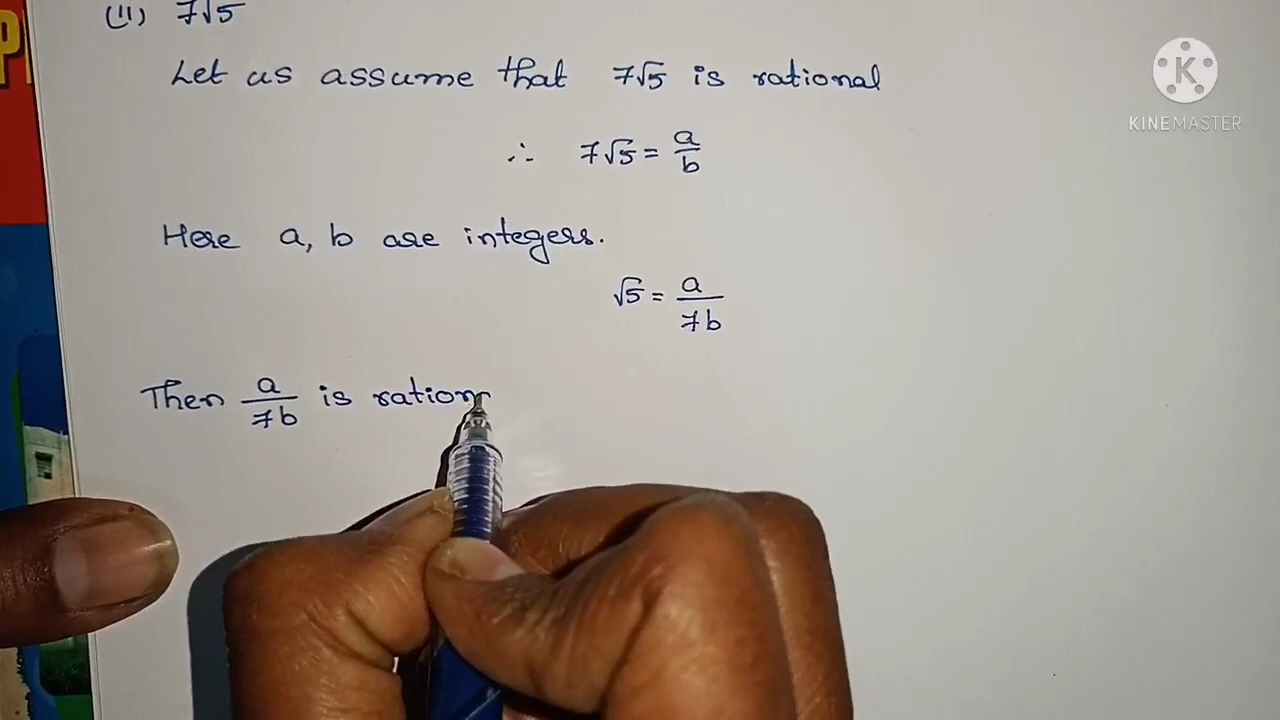 (ii) 7√5
Let us assume that 7√5 is rational
∴ 7√5 = a/b
Here a, b are integers.
√5 = a/7b
Then a/7b is ration
K
KINEMASTER